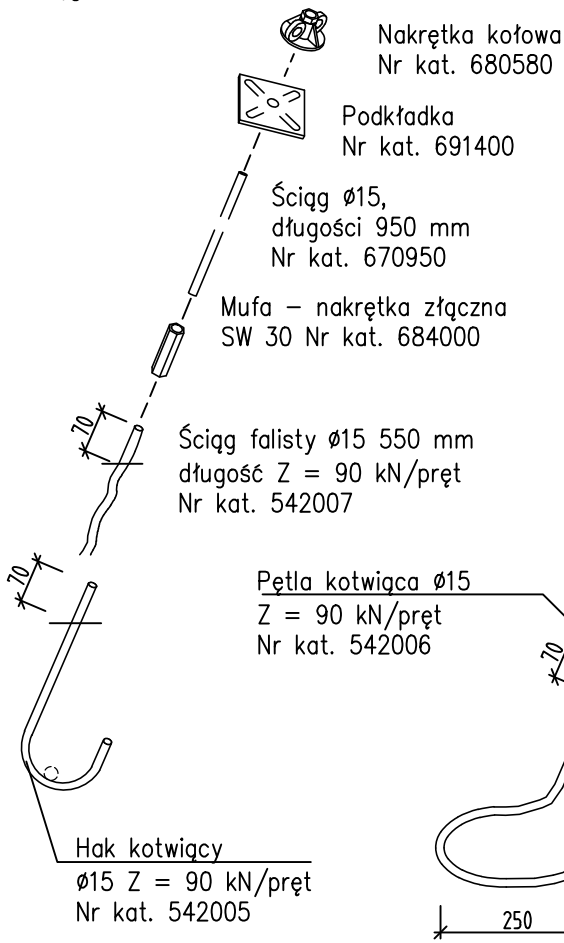 Nakrętka kołowa
Nr kat. 680580
Podkładka
Nr kat. 691400
Ściąg ø15,
długości 950 mm
Nr kat. 670950
Mufa – nakrętka złączna
SW 30 Nr kat. 684000
70
Ściąg falisty ø15 550 mm
długość Z = 90 kN/pręt
Nr kat. 542007
70
Pętla kotwiąca ø15
Z = 90 kN/pręt
Nr kat. 542006
70
Hak kotwiący
ø15 Z = 90 kN/pręt
Nr kat. 542005
250